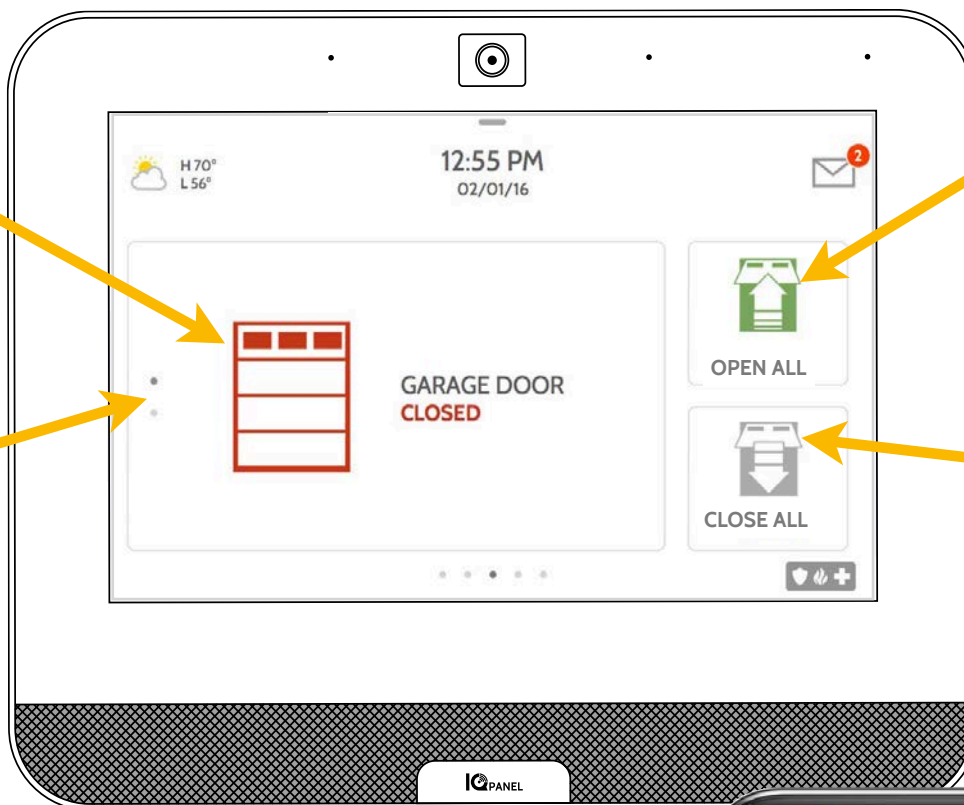 H 70°
L 56°
12:55 PM
02/01/16
2
GARAGE DOOR
CLOSED
OPEN ALL
CLOSE ALL
IQ PANEL